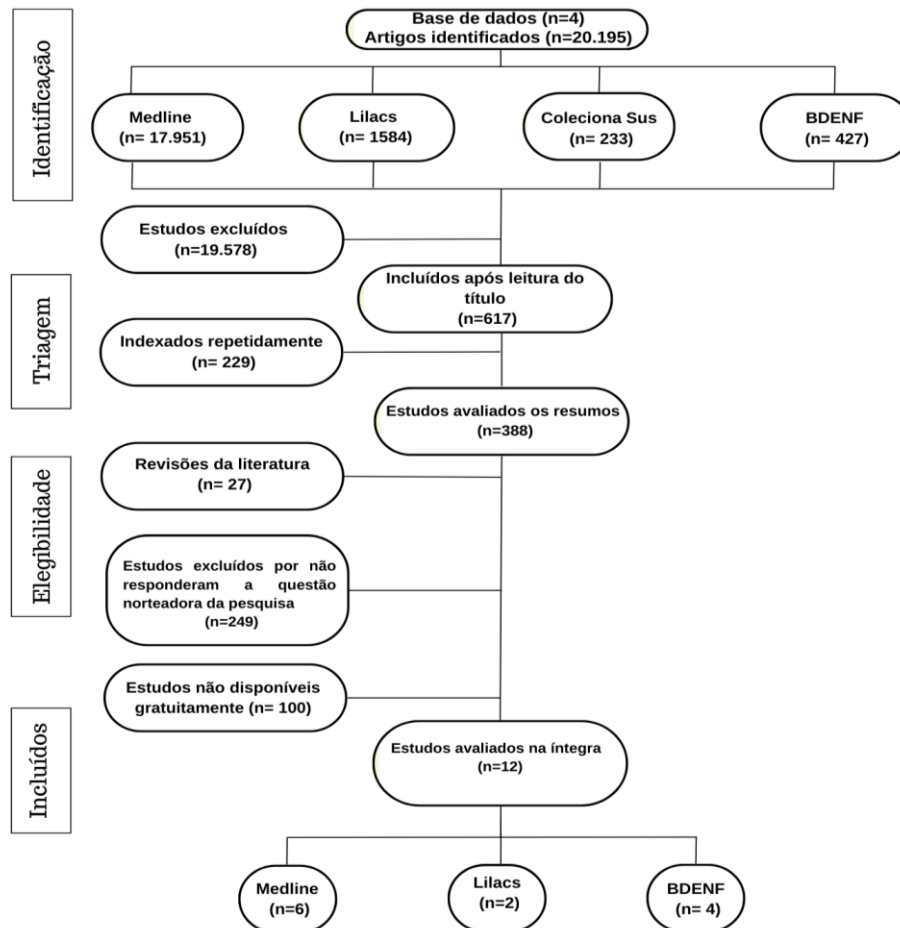 Base de dados (n=4)
Artigos identificados (n=20.195)
Identificação
Medline
(n= 17.951)
Lilacs
(n= 1584)
Coleciona Sus
(n= 233)
BDENF
(n= 427)
Estudos excluídos
(n=19.578)
Triagem
Incluídos após leitura do
título
(n=617)
Indexados repetidamente
(n= 229)
Estudos avaliados os resumos
(n=388)
Elegibilidade
Revisões da literatura
(n= 27)
Estudos excluídos por não
responderam a questão
norteadora da pesquisa
(n=249)
Estudos não disponíveis
gratuitamente (n= 100)
Incluídos
Estudos avaliados na íntegra
(n=12)
Medline
(n=6)
Lilacs
(n=2)
BDENF
(n= 4)